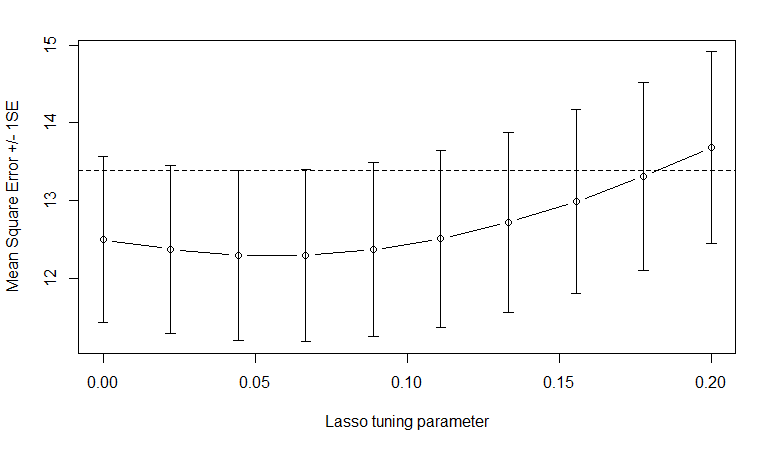 Mean Square Error +/- 1SE
15
14
13
12
0.00 0.05 0.10 0.15 0.20
Lasso tuning parameter